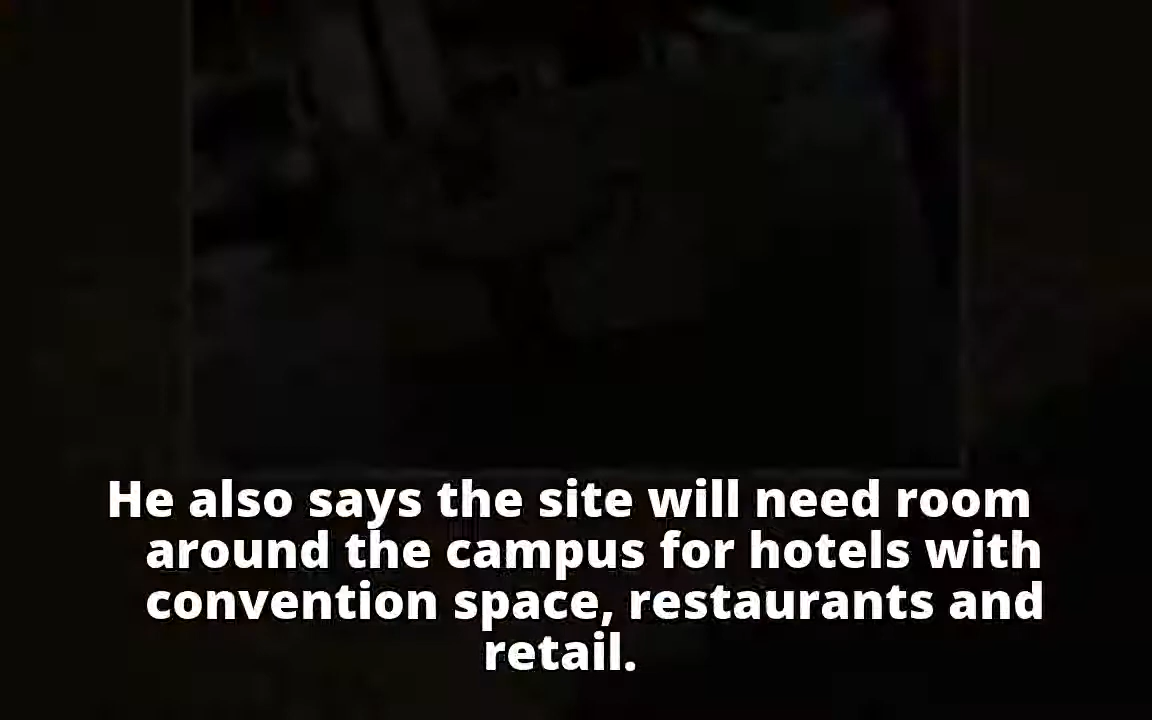 He also says the site will need room
around the campus for hotels with
convention space, restaurants and
retail.